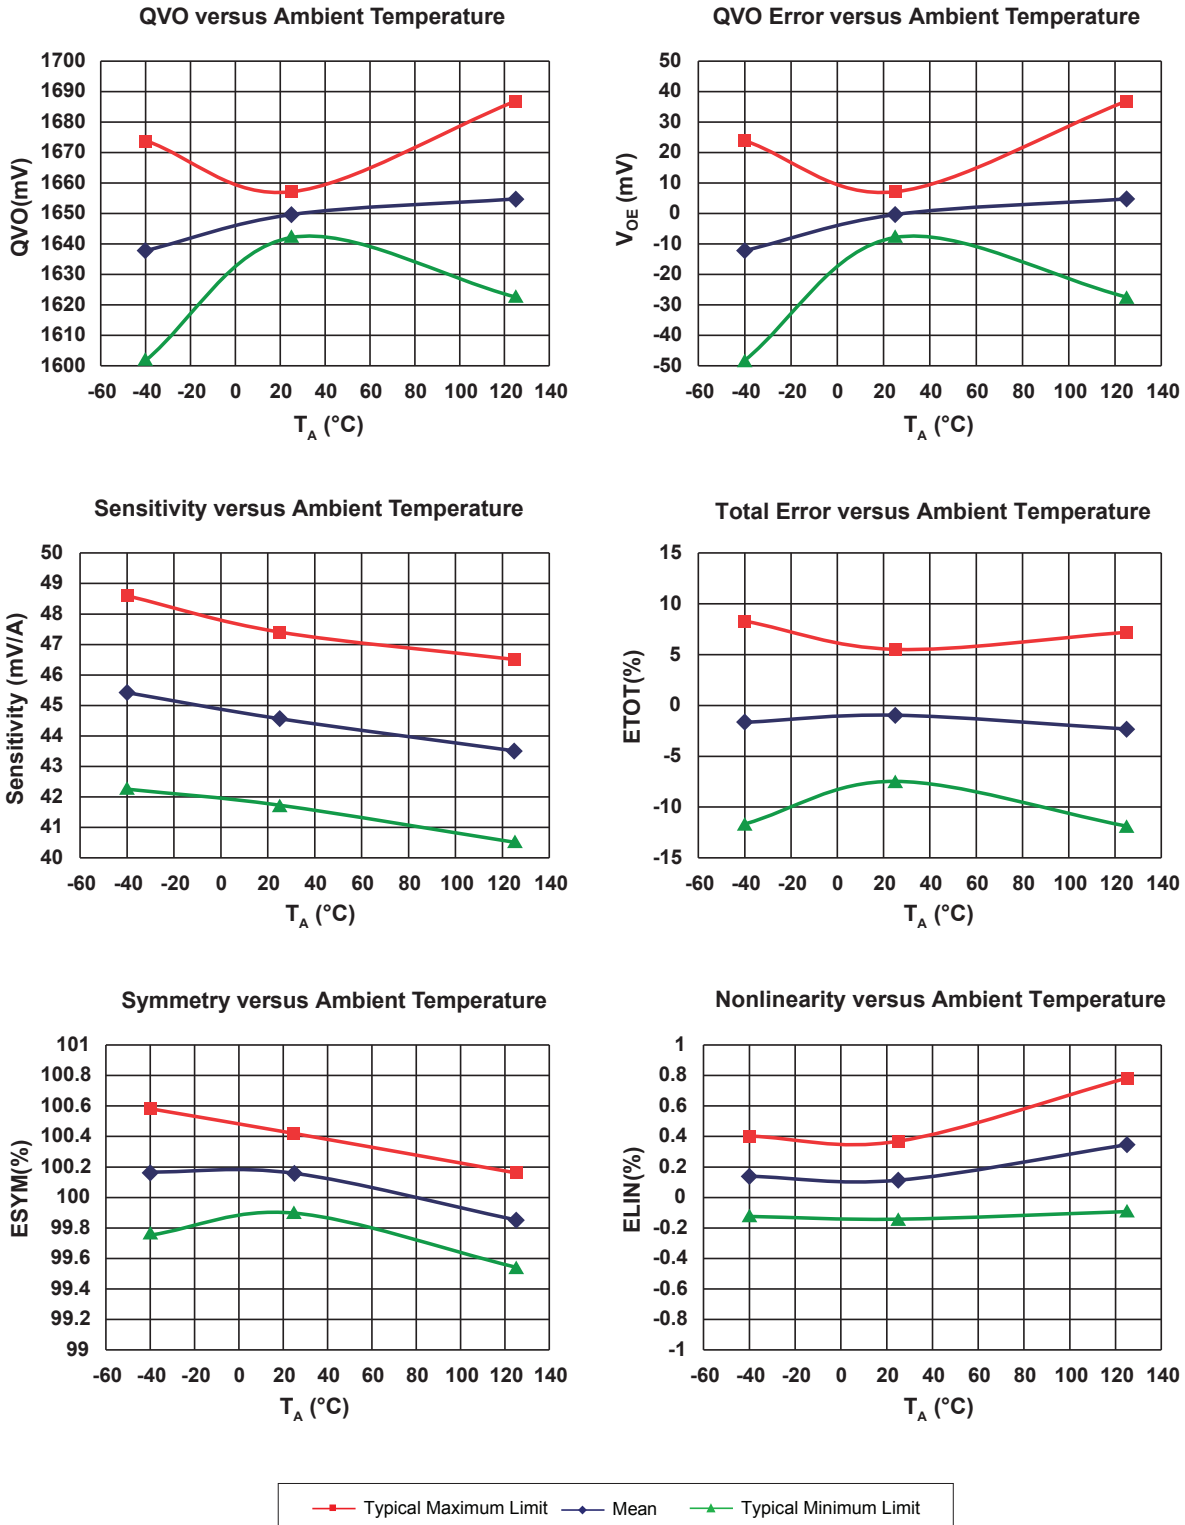 QVO versus Ambient Temperature
QVO(mV)
1700
1690
1680
1670
1660
1650
1640
1630
1620
1610
1600
-60 -40 -20 0 20 40 60 80 100 120 140
TA (°C)
QVO Error versus Ambient Temperature
VOE (mV)
50
40
30
20
10
0
-10
-20
-30
-40
-50
-60 -40 -20 0 20 40 60 80 100 120 140
TA (°C)
Sensitivity versus Ambient Temperature
Sensitivity (mV/A)
50
49
48
47
46
45
44
43
42
41
40
-60 -40 -20 0 20 40 60 80 100 120 140
TA (°C)
Total Error versus Ambient Temperature
ETOT(%)
15
10
5
0
-5
-10
-15
-60 -40 -20 0 20 40 60 80 100 120 140
TA (°C)
Symmetry versus Ambient Temperature
ESYM(%)
101
100.8
100.6
100.4
100.2
100
99.8
99.6
99.4
99.2
99
-60 -40 -20 0 20 40 60 80 100 120 140
TA (°C)
Nonlinearity versus Ambient Temperature
ELIN(%)
1
0.8
0.6
0.4
0.2
0
-0.2
-0.4
-0.6
-0.8
-1
-60 -40 -20 0 20 40 60 80 100 120 140
TA (°C)
Typical Maximum Limit Mean Typical Minimum Limit